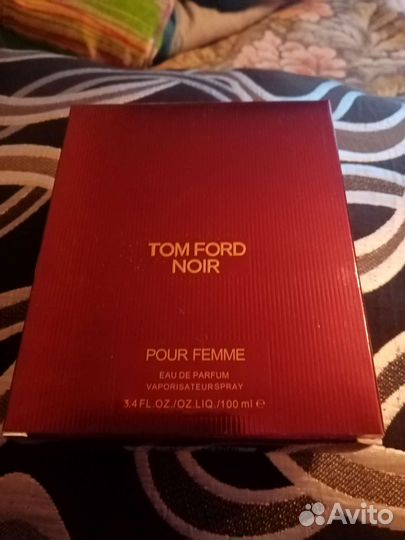 TOM FORD
NOIR
POUR FEMME
EAU DE PARFUM
VAPORISATEUR SPRAY
3.4 FL.OZ./OZ.LIQ./100 ml e
Avito